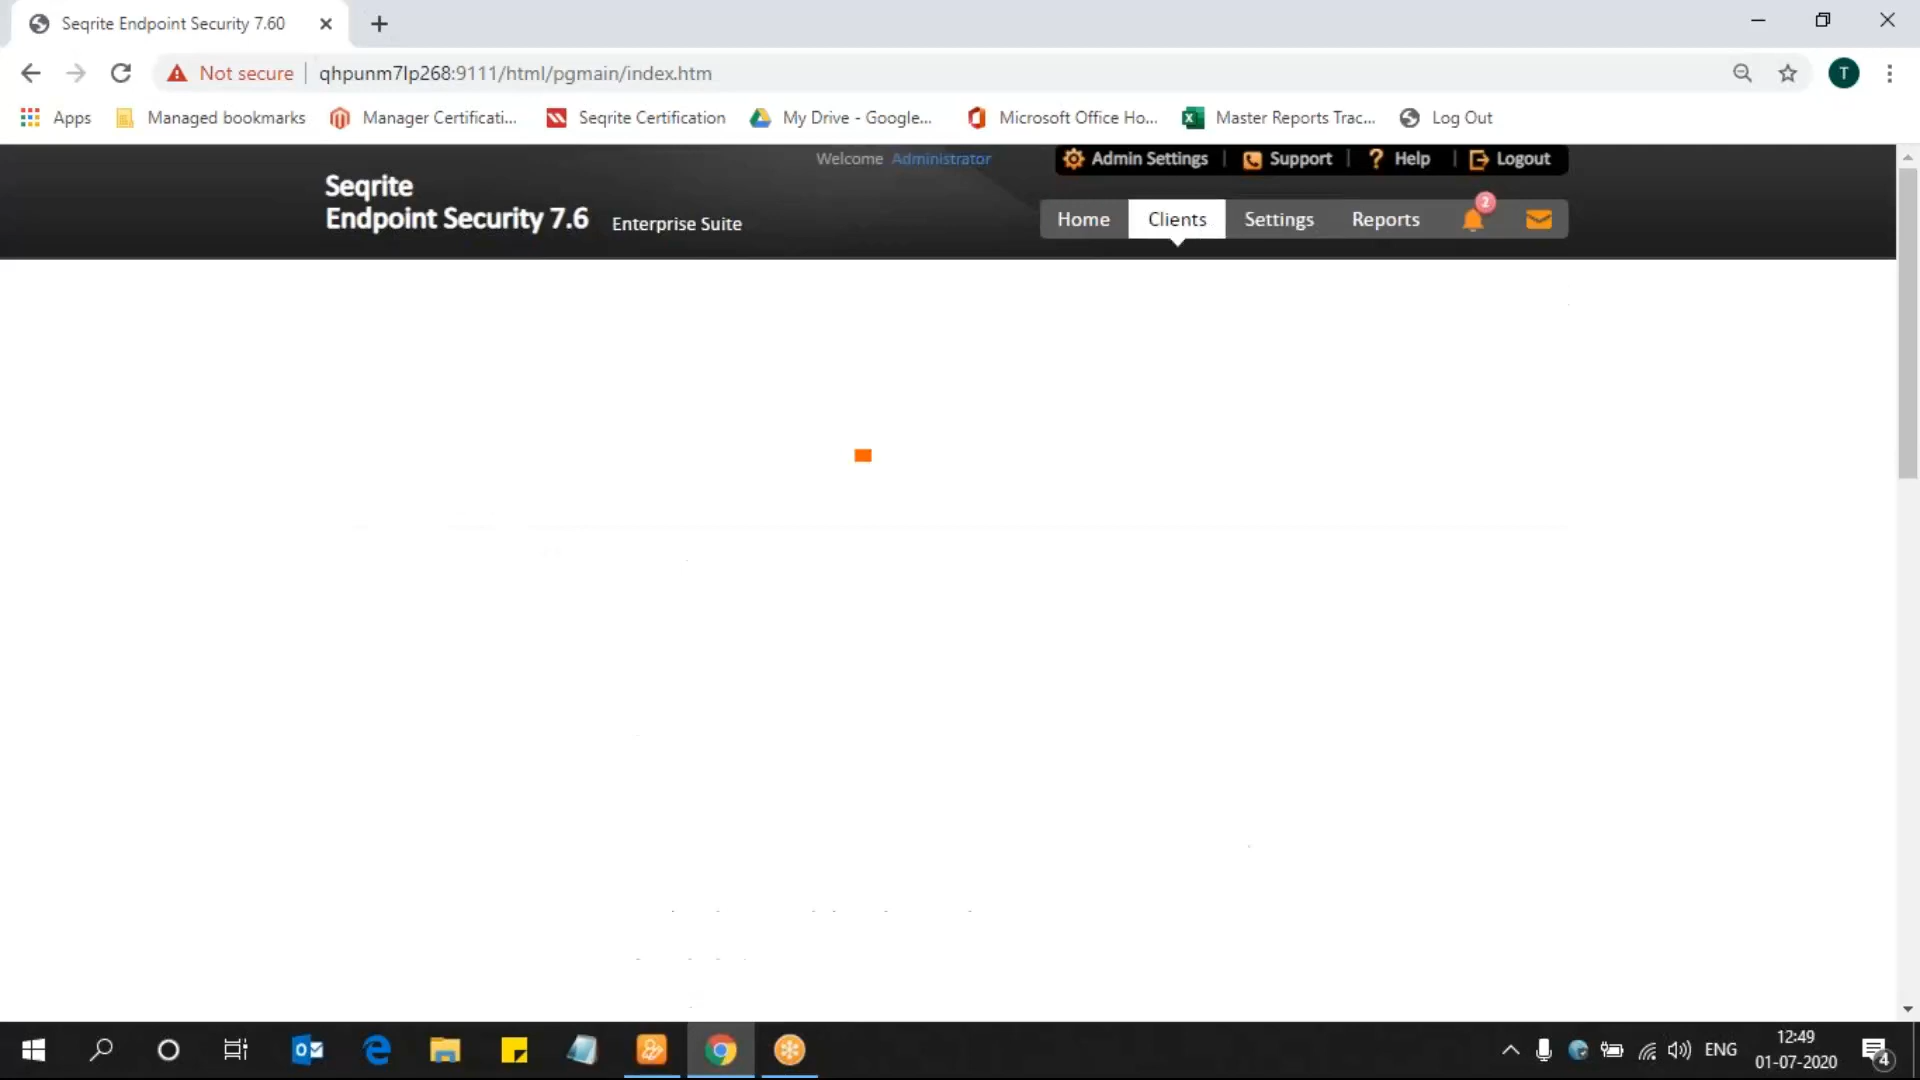 Seqrite Endpoint Security 7.60
Not secure
qhpunm7lp268:9111/html/pgmain/index.htm
T
Apps
Managed bookmarks
Manager Certificati...
Seqrite Certification
My Drive - Google...
Microsoft Office Ho...
Master Reports Trac...
Log Out
Welcome Administrator
Admin Settings
Support
Help
Logout
Seqrite
Endpoint Security 7.6
Enterprise Suite
Home
Clients
Settings
Reports
2
ENG
12:49
01-07-2020
4